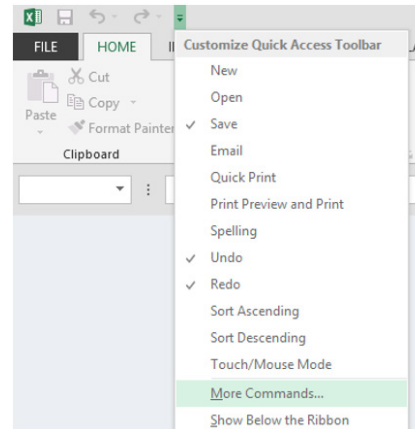 FILE
HOME
Cut
Copy
Paste
Format Painter
Clipboard
Customize Quick Access Toolbar
New
Open
Save
Email
Quick Print
Print Preview and Print
Spelling
Undo
Redo
Sort Ascending
Sort Descending
Touch/Mouse Mode
More Commands...
Show Below the Ribbon